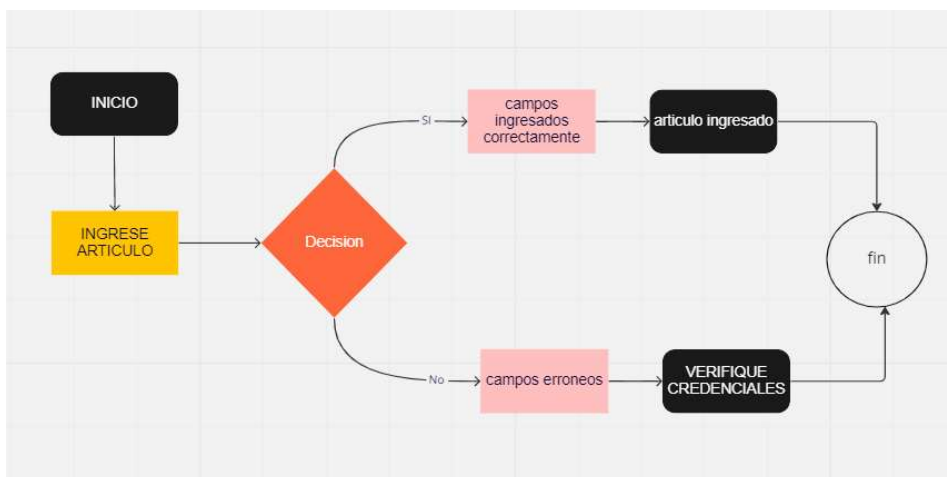 INICIO
INGRESE
ARTICULO
Decision
SI
campos
ingresados
correctamente
articulo ingresado
fin
No
campos erroneos
VERIFIQUE
CREDENCIALES